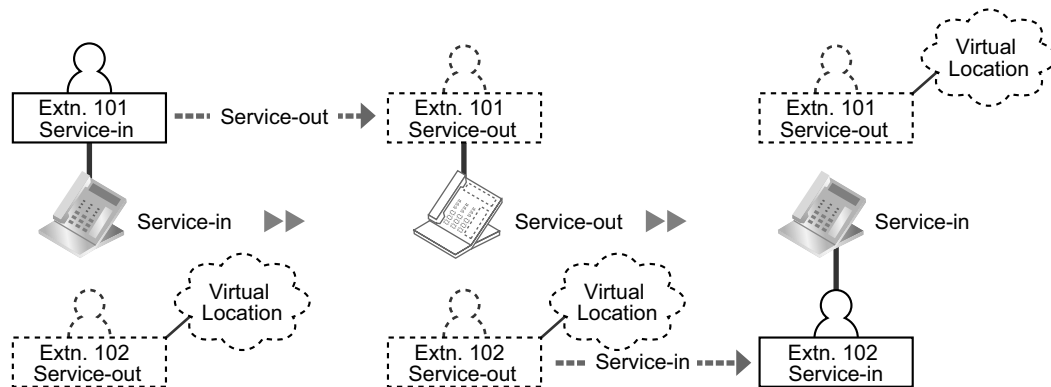 Virtual
Location
Extn. 101
Service-in
Service-out
Extn. 101
Service-out
Extn. 101
Service-out
Service-in
Service-out
Service-in
Virtual
Location
Virtual
Location
Extn. 102
Service-out
Extn. 102
Service-out
Service-in
Extn. 102
Service-in